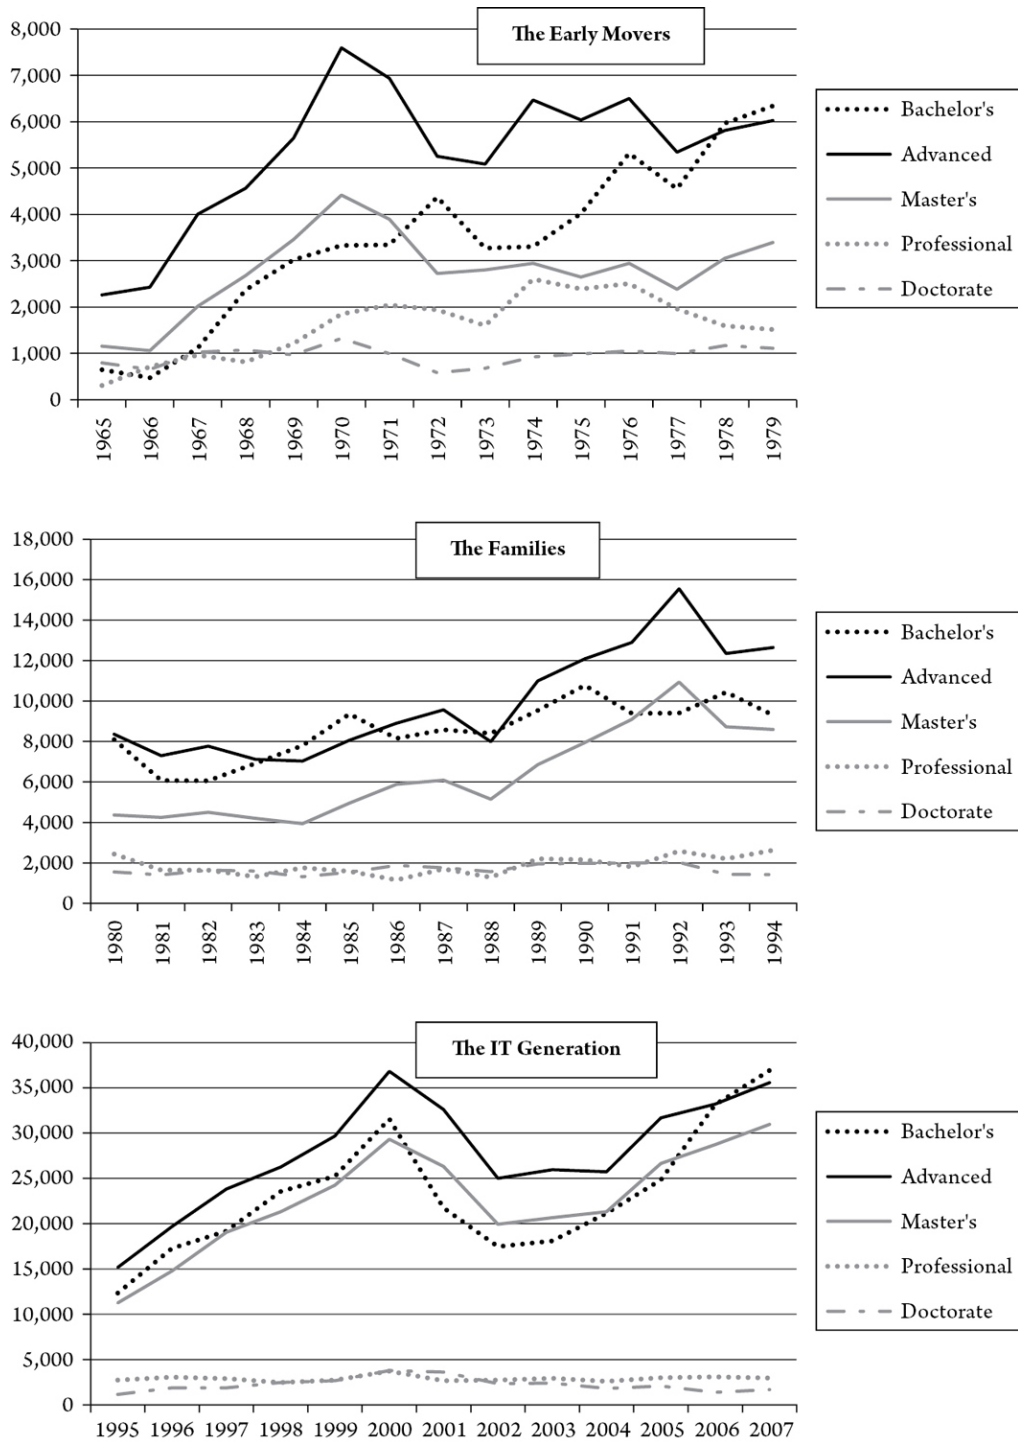 The Early Movers
8,000
7,000
6,000
5,000
4,000
3,000
2,000
1,000
0
1965 1966 1967 1968 1969 1970 1971 1972 1973 1974 1975 1976 1977 1978 1979
Bachelor's
Advanced
Master's
Professional
Doctorate
The Families
18,000
16,000
14,000
12,000
10,000
8,000
6,000
4,000
2,000
0
1980 1981 1982 1983 1984 1985 1986 1987 1988 1989 1990 1991 1992 1993 1994
Bachelor's
Advanced
Master's
Professional
Doctorate
The IT Generation
40,000
35,000
30,000
25,000
20,000
15,000
10,000
5,000
0
1995 1996 1997 1998 1999 2000 2001 2002 2003 2004 2005 2006 2007
Bachelor's
Advanced
Master's
Professional
Doctorate